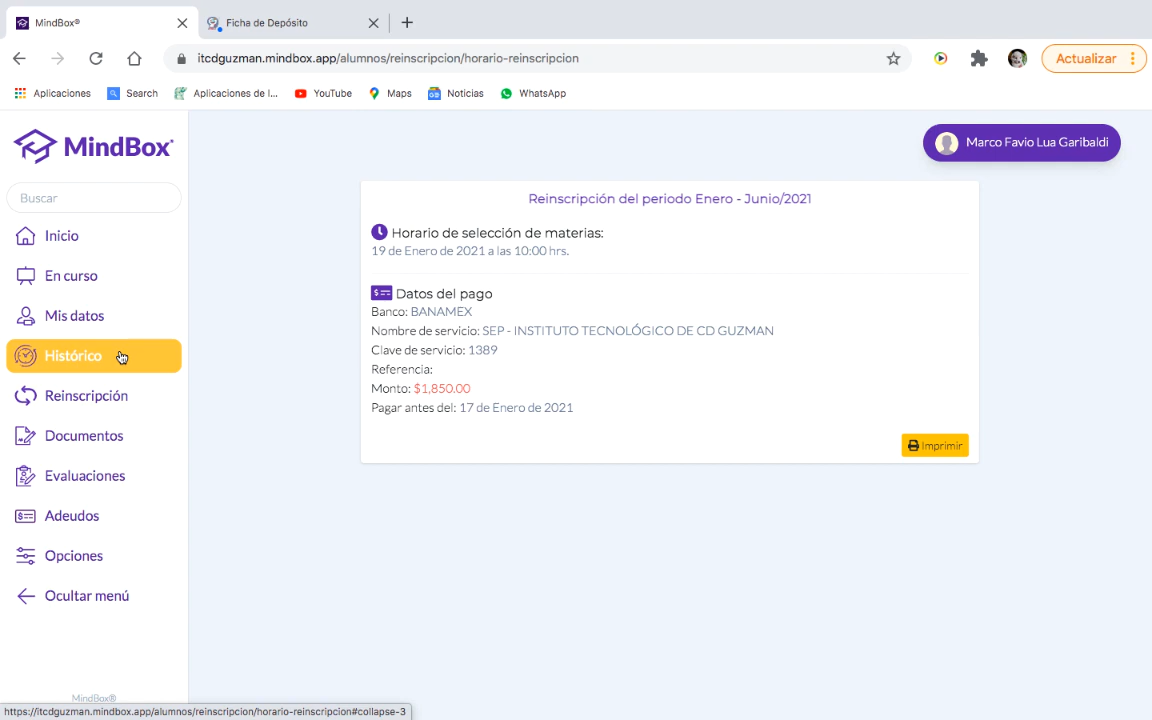 MindBox®
Ficha de Depósito
itcdguzman.mindbox.app/alumnos/reinscripcion/horario-reinscripcion
Actualizar
Aplicaciones
Search
Aplicaciones de l...
YouTube
Maps
Noticias
WhatsApp
MindBox®
Marco Favio Lua Garibaldi
Buscar
Inicio
En curso
Mis datos
Histórico
Reinscripción
Documentos
Evaluaciones
Adeudos
Opciones
Ocultar menú
Reinscripción del periodo Enero - Junio/2021
Horario de selección de materias:
19 de Enero de 2021 a las 10:00 hrs.
Datos del pago
Banco: BANAMEX
Nombre de servicio: SEP - INSTITUTO TECNOLÓGICO DE CD GUZMAN
Clave de servicio: 1389
Referencia:
Monto: $1,850.00
Pagar antes del: 17 de Enero de 2021
Imprimir
MindBox®
https://itcdguzman.mindbox.app/alumnos/reinscripcion/horario-reinscripcion#collapse-3